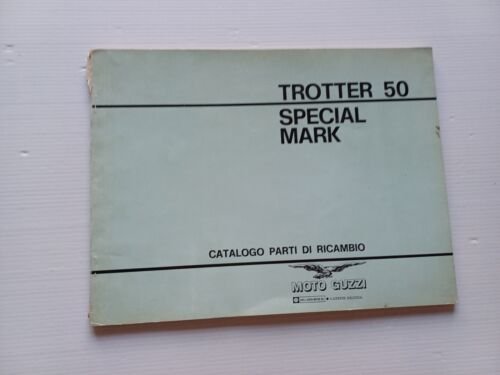 TROTTER 50
SPECIAL
MARK
CATALOGO PARTI DI RICAMBIO
MOTO GUZZI